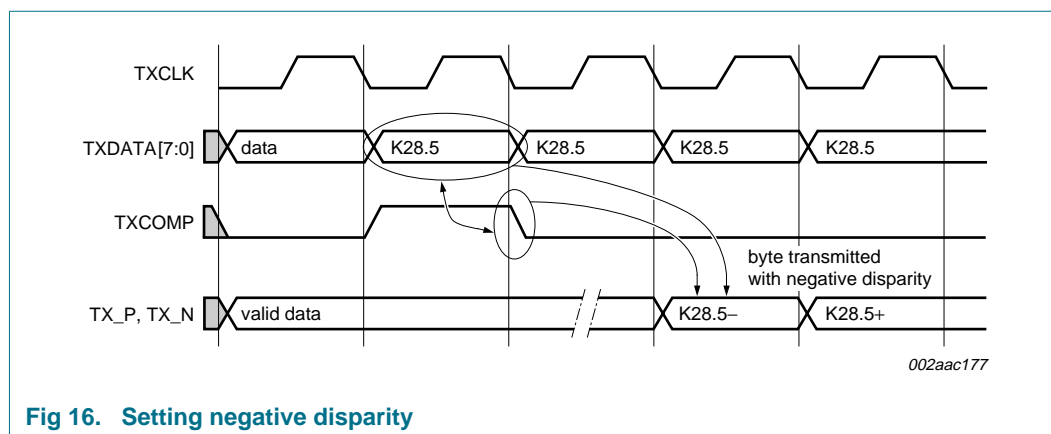 TXCLK
TXDATA[7:0] data K28.5 K28.5 K28.5 K28.5
TXCOMP
byte transmitted
with negative disparity
TX_P, TX_N valid data K28.5− K28.5+
002aac177
Fig 16. Setting negative disparity